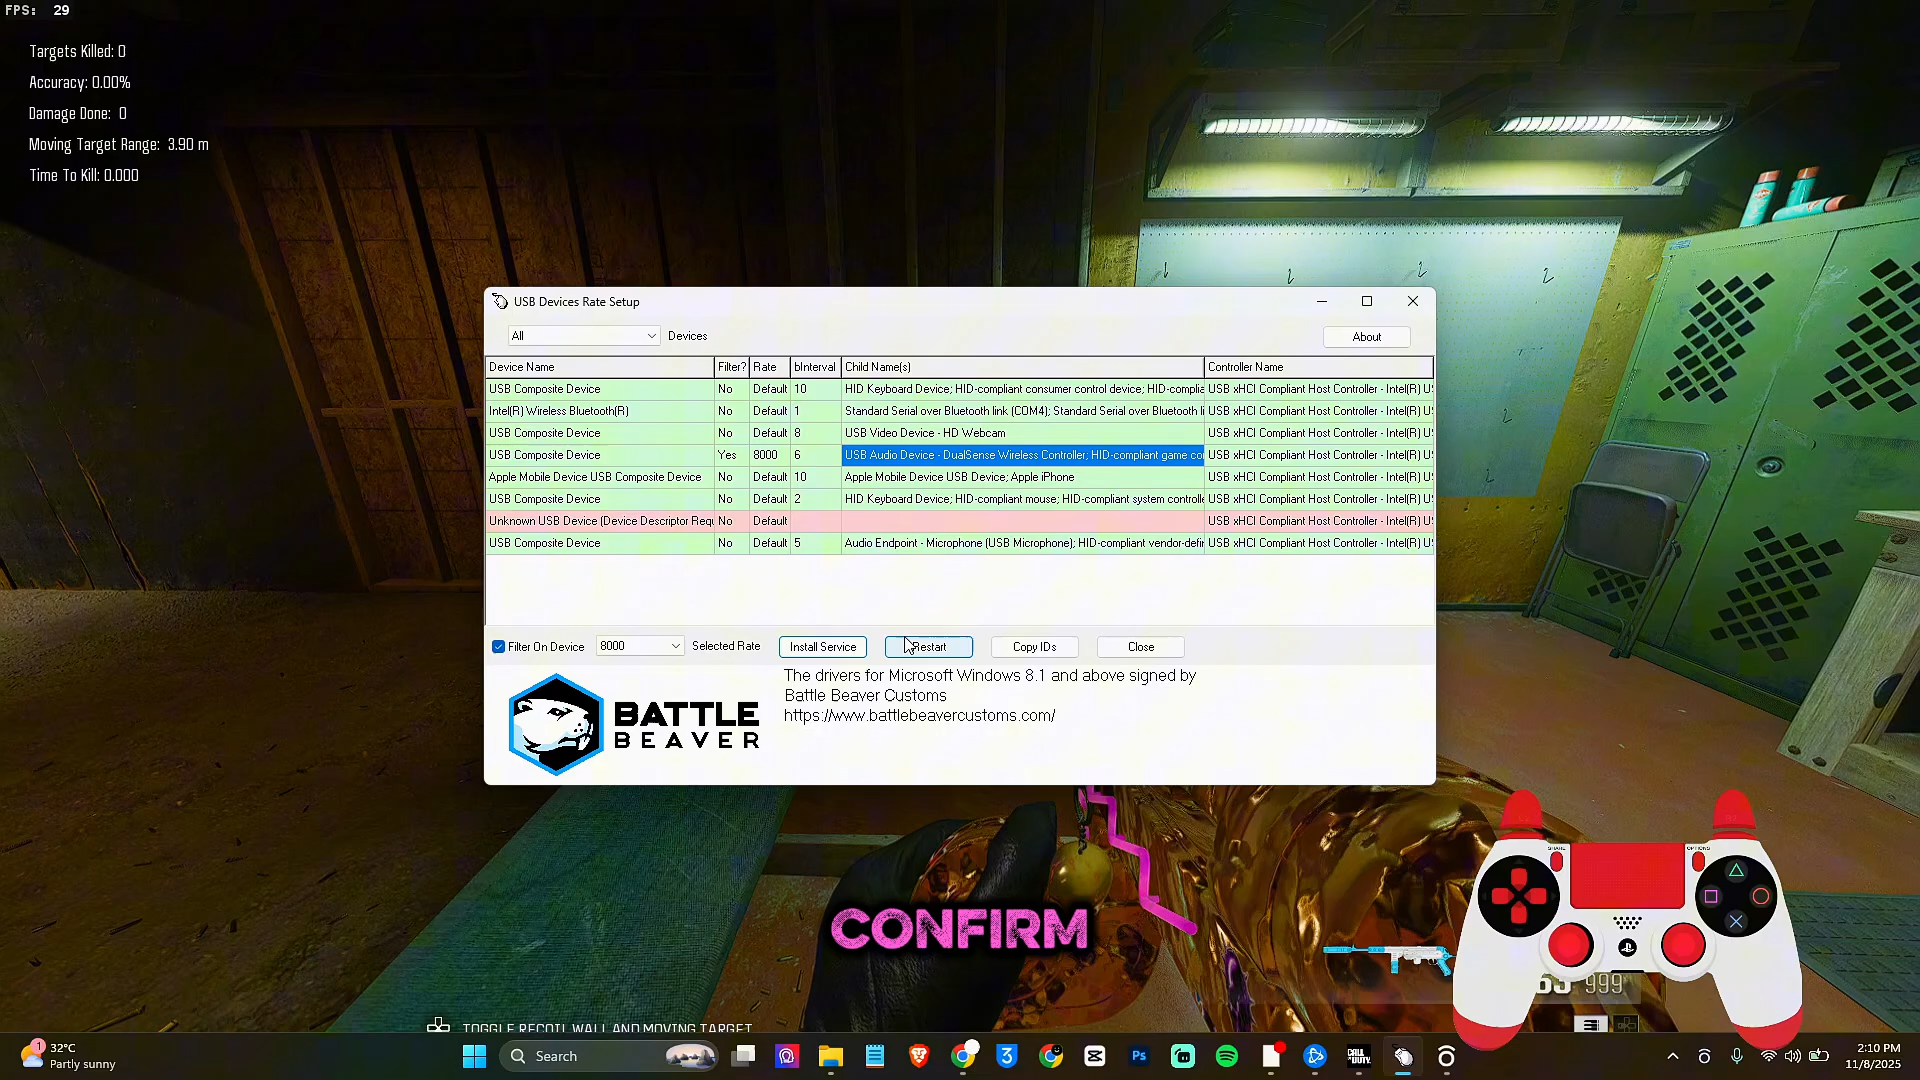 FPS: 29
Targets Killed: 0
Accuracy: 0.00%
Damage Done: 0
Moving Target Range: 3.90 m
Time To Kill: 0.000
USB Devices Rate Setup
All Devices About
Device Name Filter? Rate bInterval Child Name(s) Controller Name
USB Composite Device No Default 10 HID Keyboard Device; HID-compliant consumer control device; HID-complia USB xHCI Compliant Host Controller - Intel(R) U
Intel(R) Wireless Bluetooth(R) No Default 1 Standard Serial over Bluetooth link (COM4); Standard Serial over Bluetooth li USB xHCI Compliant Host Controller - Intel(R) U
USB Composite Device No Default 8 USB Video Device - HD Webcam USB xHCI Compliant Host Controller - Intel(R) U
USB Composite Device Yes 8000 6 USB Audio Device - DualSense Wireless Controller; HID-compliant game co USB xHCI Compliant Host Controller - Intel(R) U
Apple Mobile Device USB Composite Device No Default 10 Apple Mobile Device USB Device; Apple iPhone USB xHCI Compliant Host Controller - Intel(R) U
USB Composite Device No Default 2 HID Keyboard Device; HID-compliant mouse; HID-compliant system controlle USB xHCI Compliant Host Controller - Intel(R) U
Unknown USB Device (Device Descriptor Requ No Default USB xHCI Compliant Host Controller - Intel(R) U
USB Composite Device No Default 5 Audio Endpoint - Microphone (USB Microphone); HID-compliant vendor-defin USB xHCI Compliant Host Controller - Intel(R) U
Filter On Device 8000 Selected Rate Install Service Restart Copy IDs Close
The drivers for Microsoft Windows 8.1 and above signed by
Battle Beaver Customs
https://www.battlebeavercustoms.com/
BATTLE
BEAVER
SHARE OPTIONS
CONFIRM
999
TOGGLE RECOIL WALL AND MOVING TARGET
1 32°C
Partly sunny
Search
3
Ps
CALL OF DUTY
2:10 PM
11/8/2025